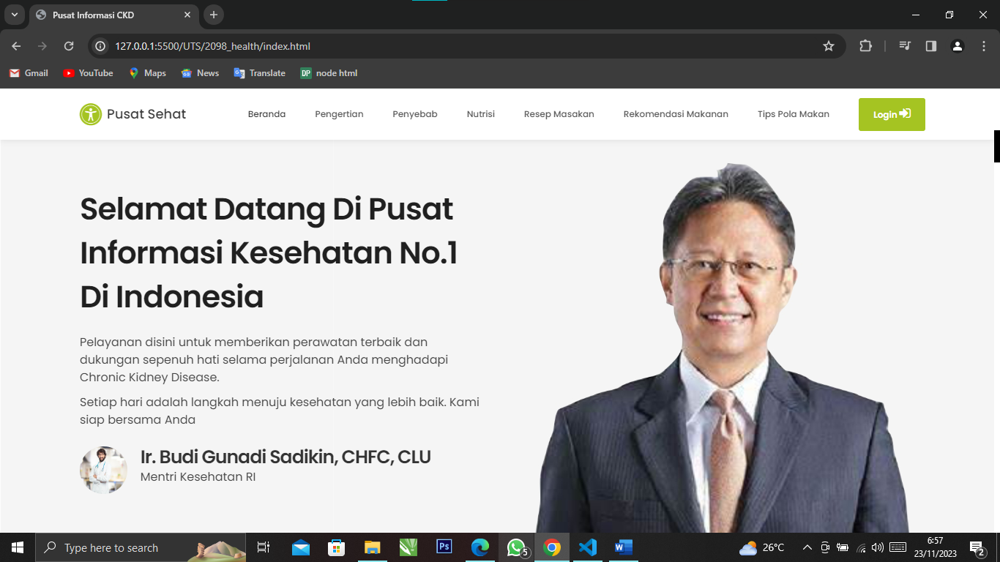 Pusat Informasi CKD
127.0.0.1:5500/UTS/2098_health/index.html
Gmail YouTube Maps News Translate DP node html
Pusat Sehat Beranda Pengertian Penyebab Nutrisi Resep Masakan Rekomendasi Makanan Tips Pola Makan Login
Selamat Datang Di Pusat
Informasi Kesehatan No.1
Di Indonesia
Pelayanan disini untuk memberikan perawatan terbaik dan
dukungan sepenuh hati selama perjalanan Anda menghadapi
Chronic Kidney Disease.
Setiap hari adalah langkah menuju kesehatan yang lebih baik. Kami
siap bersama Anda
Ir. Budi Gunadi Sadikin, CHFC, CLU
Mentri Kesehatan RI
Type here to search Ps 5 W 26°C 6:57
23/11/2023 2